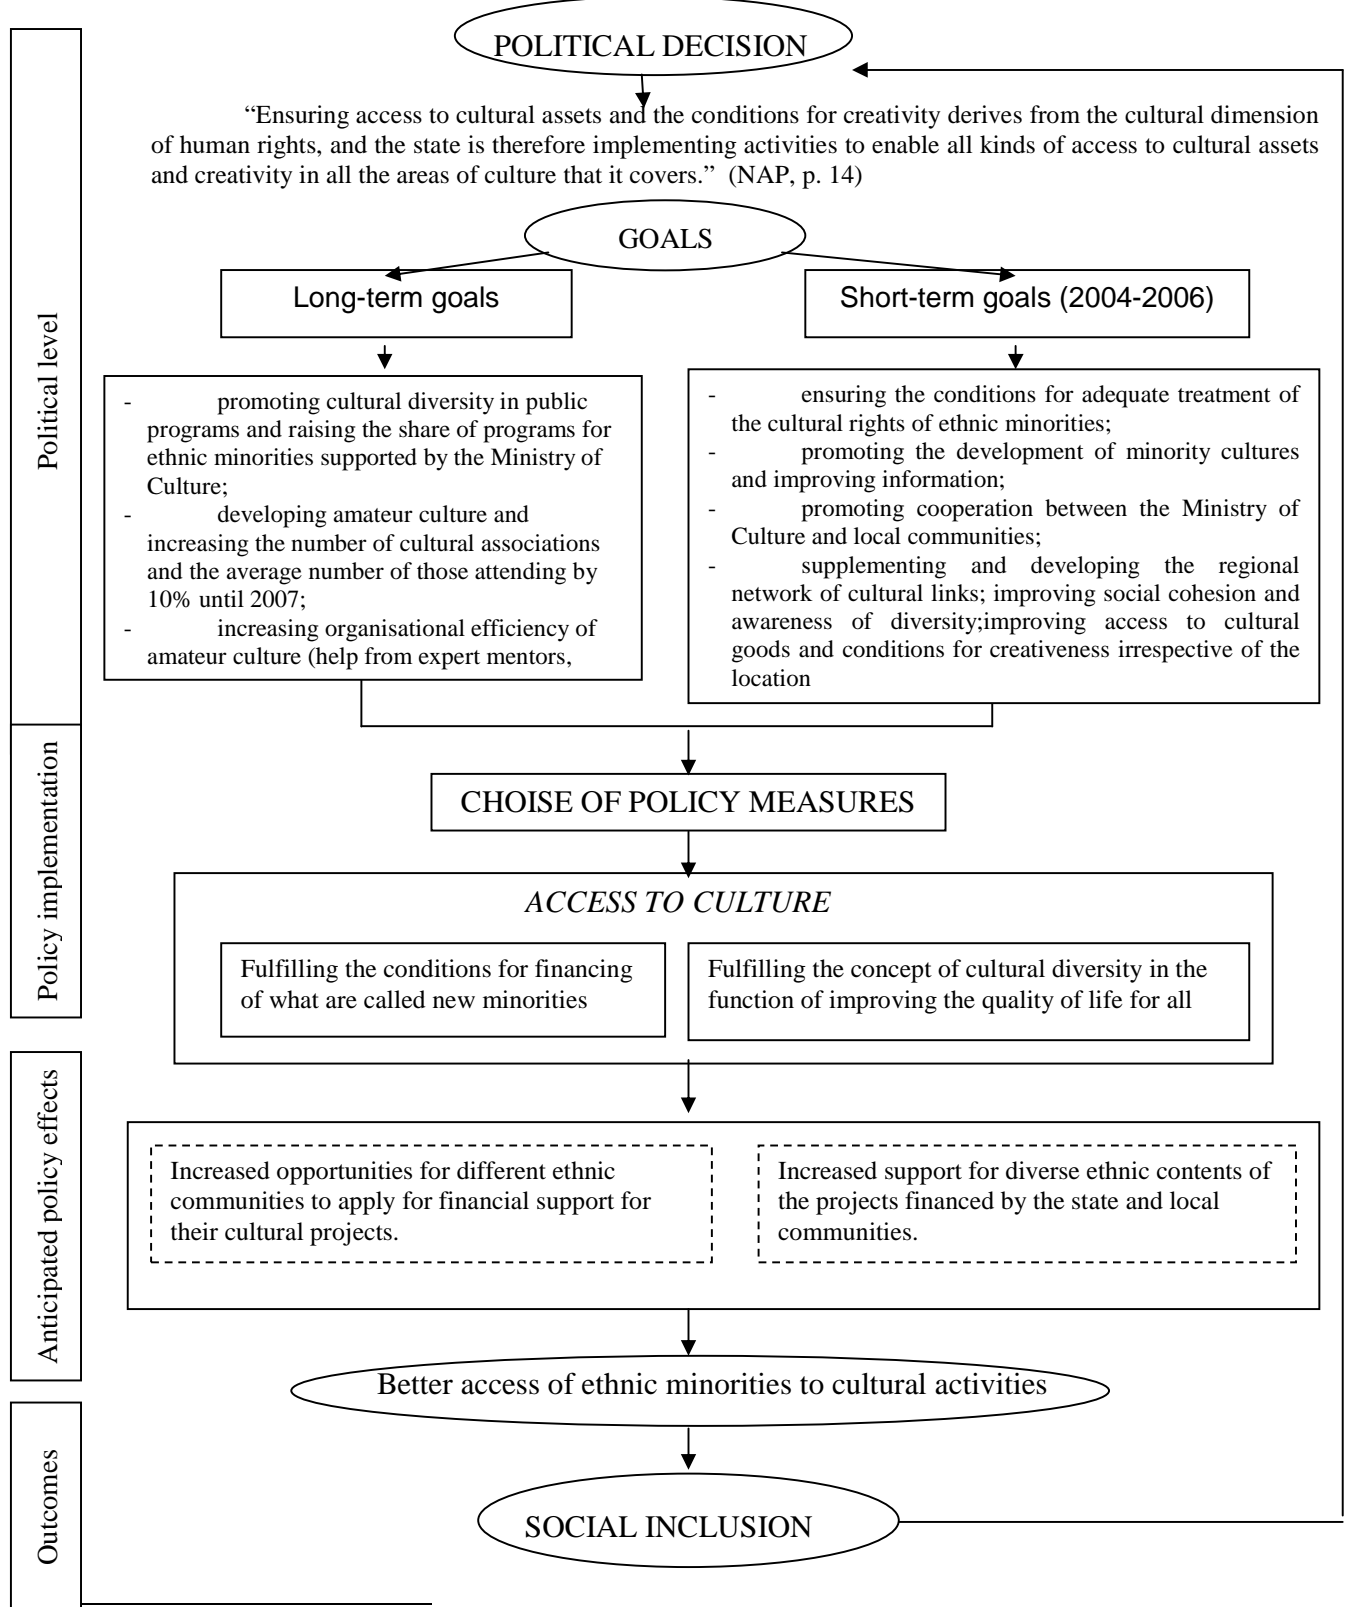 POLITICAL DECISION
“Ensuring access to cultural assets and the conditions for creativity derives from the cultural dimension
of human rights, and the state is therefore implementing activities to enable all kinds of access to cultural assets
and creativity in all the areas of culture that it covers.” (NAP, p. 14)
GOALS
Long-term goals
Short-term goals (2004-2006)
Political level
- promoting cultural diversity in public
programs and raising the share of programs for
ethnic minorities supported by the Ministry of
Culture;
- developing amateur culture and
increasing the number of cultural associations
and the average number of those attending by
10% until 2007;
- increasing organisational efficiency of
amateur culture (help from expert mentors,
- ensuring the conditions for adequate treatment of
the cultural rights of ethnic minorities;
- promoting the development of minority cultures
and improving information;
- promoting cooperation between the Ministry of
Culture and local communities;
- supplementing and developing the regional
network of cultural links; improving social cohesion and
awareness of diversity;improving access to cultural
goods and conditions for creativeness irrespective of the
location
Policy implementation
CHOISE OF POLICY MEASURES
ACCESS TO CULTURE
Fulfilling the conditions for financing
of what are called new minorities
Fulfilling the concept of cultural diversity in the
function of improving the quality of life for all
Anticipated policy effects
Increased opportunities for different ethnic
communities to apply for financial support for
their cultural projects.
Increased support for diverse ethnic contents of
the projects financed by the state and local
communities.
Better access of ethnic minorities to cultural activities
Outcomes
SOCIAL INCLUSION